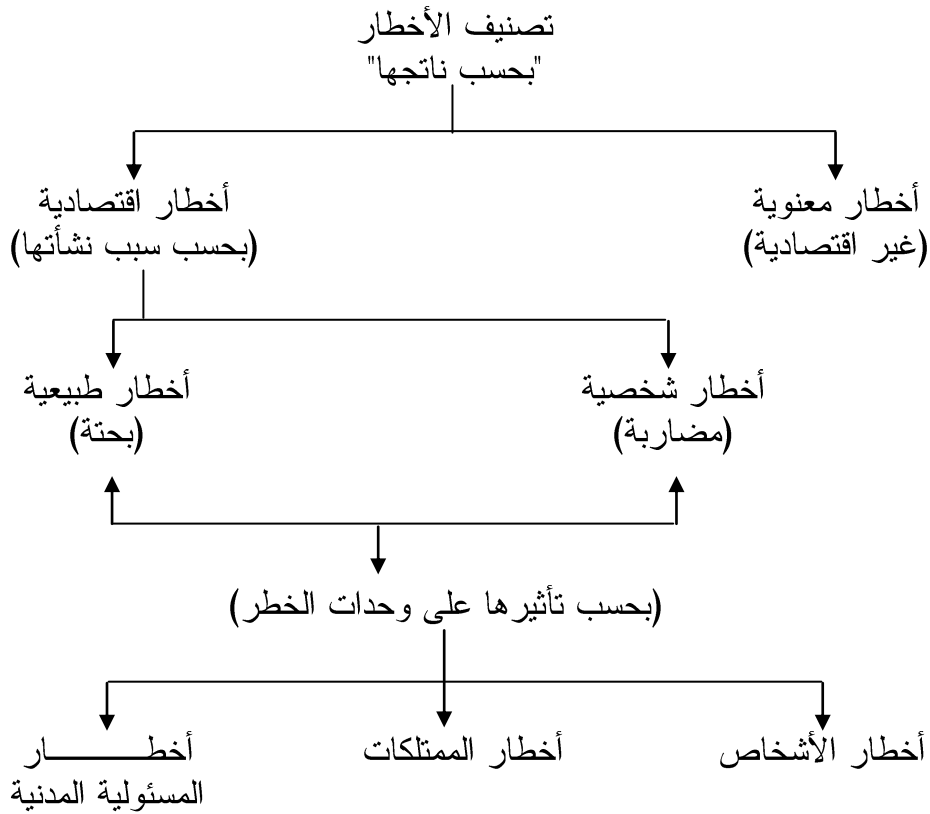 تصنيف الأخطار
"بحسب ناتجها"
أخطار معنوية
(غير اقتصادية)
أخطار اقتصادية
(بحسب سبب نشأتها)
أخطار شخصية
(مضاربة)
أخطار طبيعية
(بحتة)
(بحسب تأثيرها على وحدات الخطر)
أخطار الأشخاص
أخطار الممتلكات
أخطـــــــــــار
المسئولية المدنية